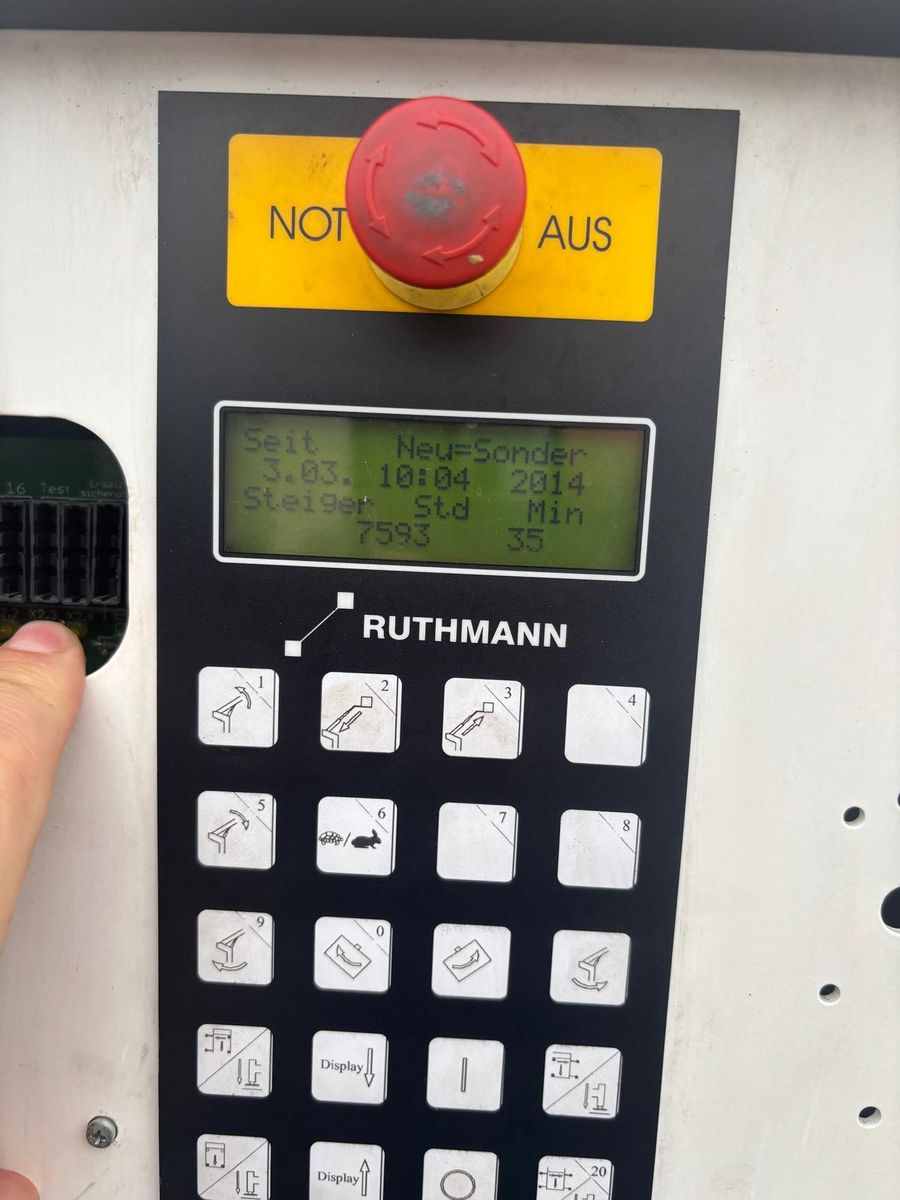 NOT AUS
Seit Neu=Sonder
3.03. 10:04 2014
Steiger Std Min
7593 35
16 Test
RUTHMANN
1 2 3 4
5 6 / 7 8
9 0
Display
Display 20